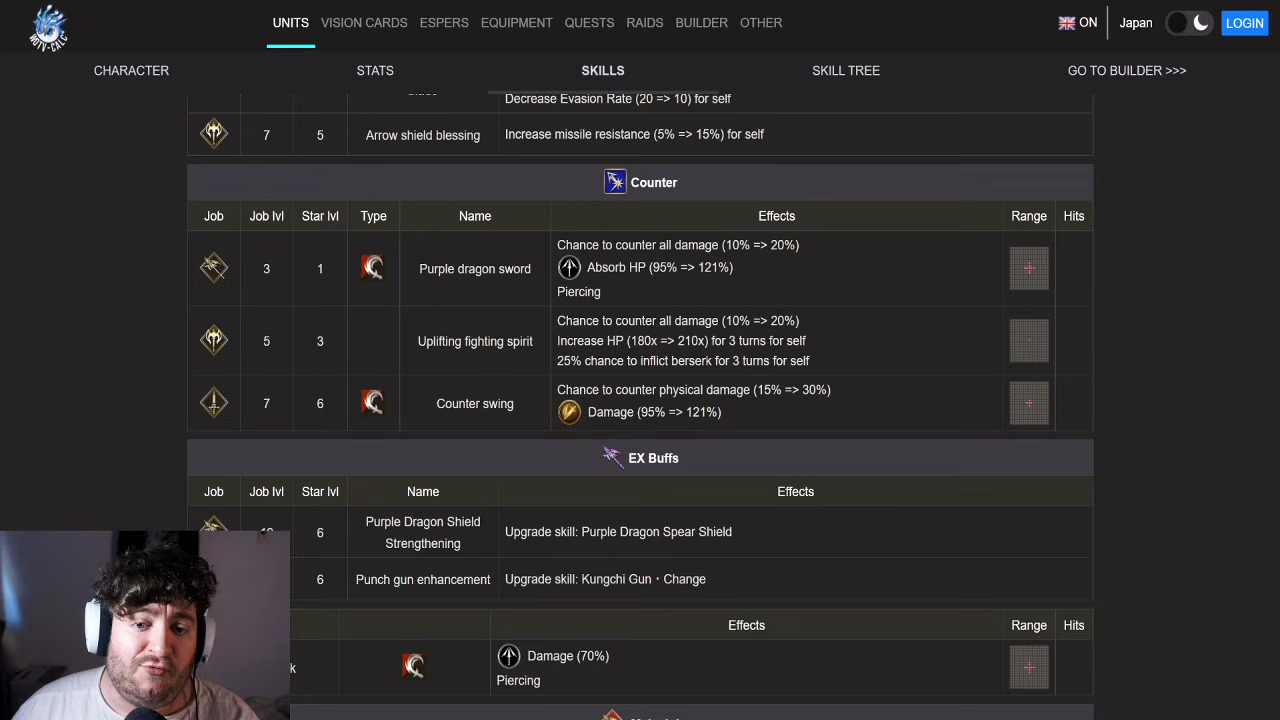 WOTV-CALC
UNITS VISION CARDS ESPERS EQUIPMENT QUESTS RAIDS BUILDER OTHER ON Japan LOGIN
CHARACTER STATS SKILLS SKILL TREE GO TO BUILDER >>>
Decrease Evasion Rate (20 => 10) for self
7 5 Arrow shield blessing Increase missile resistance (5% => 15%) for self
Counter
Job Job lvl Star lvl Type Name Effects Range Hits
3 1 Purple dragon sword Chance to counter all damage (10% => 20%)
Absorb HP (95% => 121%)
Piercing
5 3 Uplifting fighting spirit Chance to counter all damage (10% => 20%)
Increase HP (180x => 210x) for 3 turns for self
25% chance to inflict berserk for 3 turns for self
7 6 Counter swing Chance to counter physical damage (15% => 30%)
Damage (95% => 121%)
EX Buffs
Job Job lvl Star lvl Name Effects
6 Purple Dragon Shield
Strengthening Upgrade skill: Purple Dragon Spear Shield
6 Punch gun enhancement Upgrade skill: Kungchi Gun・Change
Effects Range Hits
Damage (70%)
Piercing